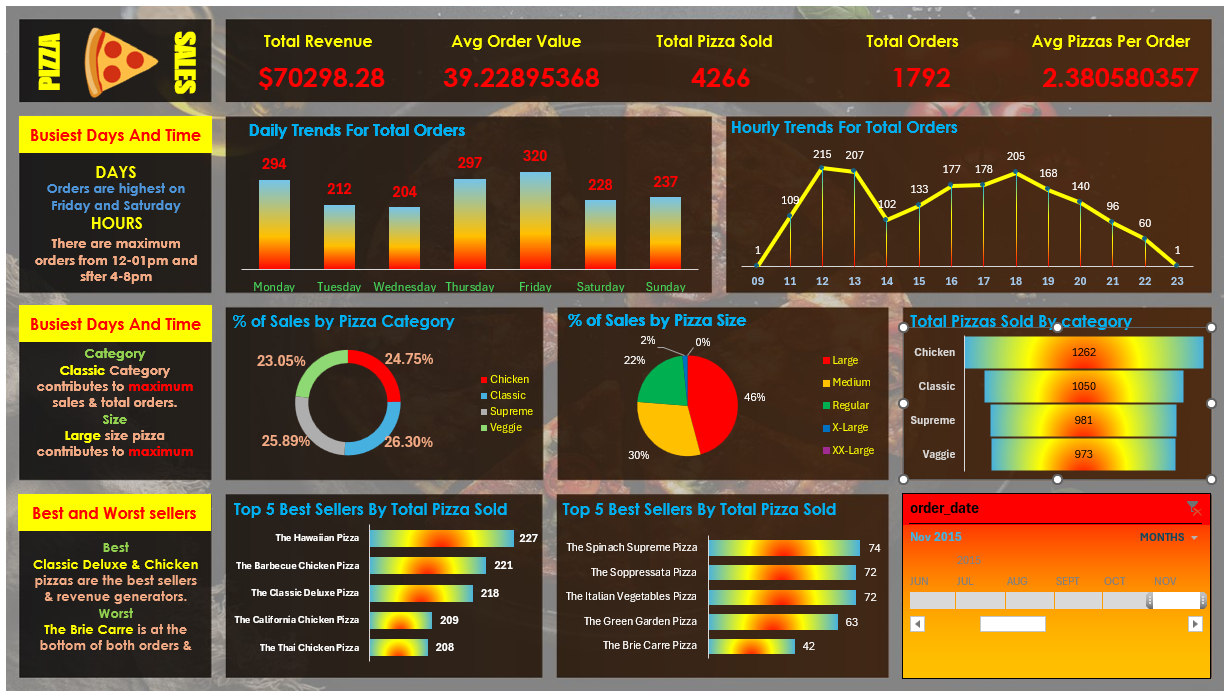 PIZZA
SALES
Total Revenue
$70298.28
Avg Order Value
39.22895368
Total Pizza Sold
4266
Total Orders
1792
Avg Pizzas Per Order
2.380580357
Busiest Days And Time
DAYS
Orders are highest on
Friday and Saturday
HOURS
There are maximum
orders from 12-01pm and
sfter 4-8pm
Daily Trends For Total Orders
294 212 204 297 320 228 237
Monday Tuesday Wednesday Thursday Friday Saturday Sunday
Hourly Trends For Total Orders
1 109 215 207 102 133 177 178 205 168 140 96 60 1
09 11 12 13 14 15 16 17 18 19 20 21 22 23
Busiest Days And Time
Category
Classic Category
contributes to maximum
sales & total orders.
Size
Large size pizza
contributes to maximum
% of Sales by Pizza Category
23.05% 24.75%
25.89% 26.30%
Chicken
Classic
Supreme
Veggie
% of Sales by Pizza Size
2% 0%
22%
46%
30%
Large
Medium
Regular
X-Large
XX-Large
Total Pizzas Sold By category
Chicken 1262
Classic 1050
Supreme 981
Vaggie 973
Best and Worst sellers
Best
Classic Deluxe & Chicken
pizzas are the best sellers
& revenue generators.
Worst
The Brie Carre is at the
bottom of both orders &
Top 5 Best Sellers By Total Pizza Sold
The Hawaiian Pizza 227
The Barbecue Chicken Pizza 221
The Classic Deluxe Pizza 218
The California Chicken Pizza 209
The Thai Chicken Pizza 208
Top 5 Best Sellers By Total Pizza Sold
The Spinach Supreme Pizza 74
The Soppressata Pizza 72
The Italian Vegetables Pizza 72
The Green Garden Pizza 63
The Brie Carre Pizza 42
order_date
Nov 2015 MONTHS
2015
JUN JUL AUG SEPT OCT NOV